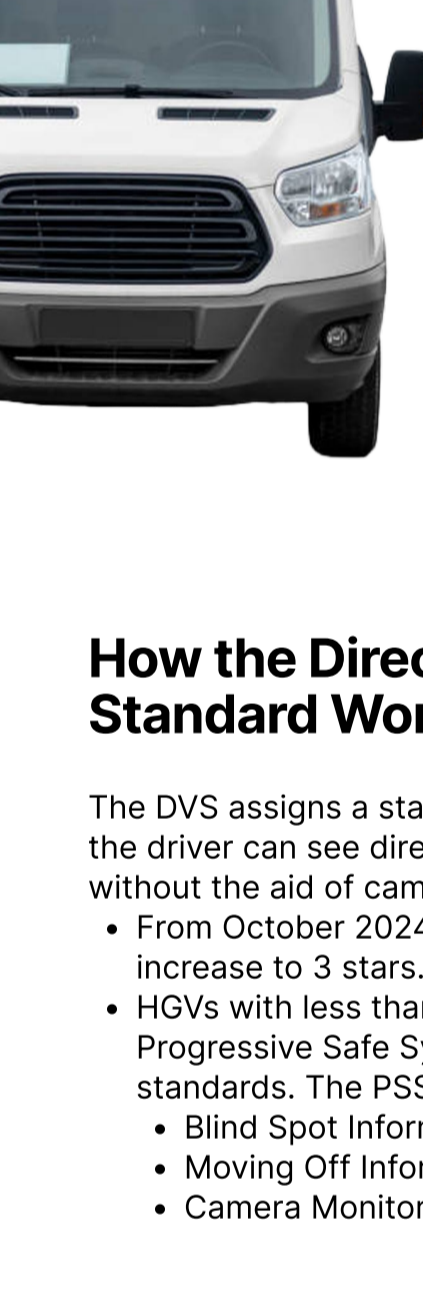 How the Direc
Standard Wor
The DVS assigns a sta
the driver can see dire
without the aid of cam
• From October 2024
increase to 3 stars.
• HGVs with less than
Progressive Safe Sy
standards. The PSS
• Blind Spot Inforr
• Moving Off Infor
• Camera Monitor